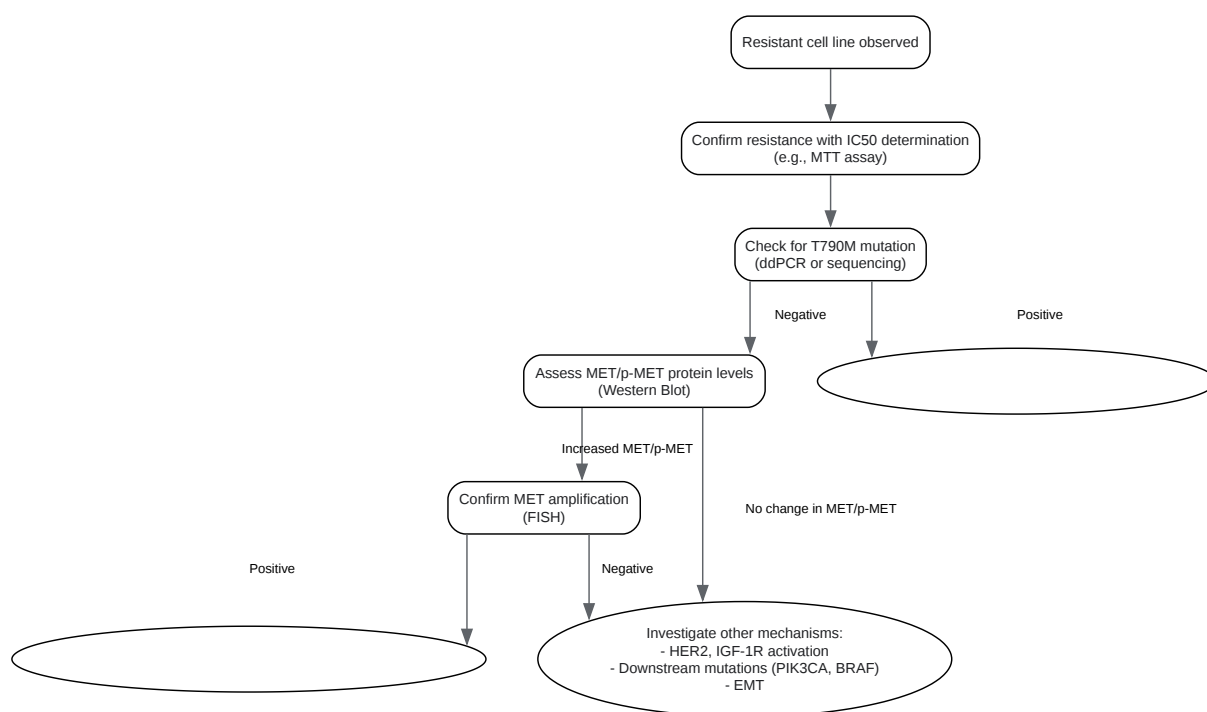 Resistant cell line observed
Confirm resistance with IC50 determination
(e.g., MTT assay)
Check for T790M mutation
(ddPCR or sequencing)
Negative
Positive
Assess MET/p-MET protein levels
(Western Blot)
Increased MET/p-MET
Confirm MET amplification
(FISH)
No change in MET/p-MET
Positive
Negative
Investigate other mechanisms:
- HER2, IGF-1R activation
- Downstream mutations (PIK3CA, BRAF)
- EMT